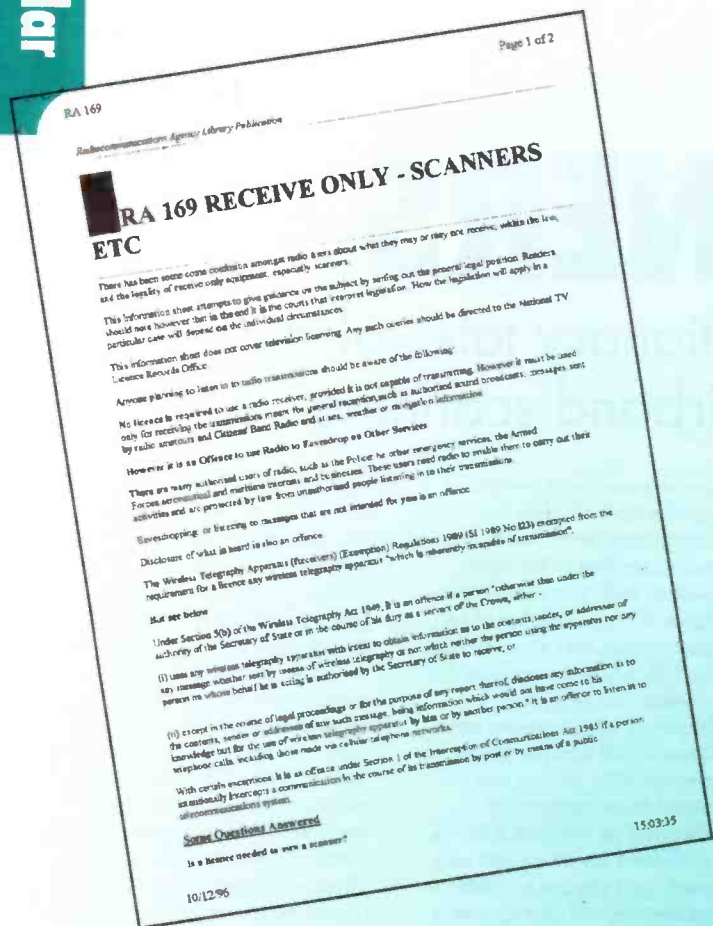 lar
Page 1 of 2
RA 169
Radiocommunications Agency Library Publication
RA 169 RECEIVE ONLY - SCANNERS
ETC
There has been some come confusion amongst radio users about what they may or may not receive, within the law,
and the legality of receive only equipment, especially scanners.
This information sheet attempts to give guidance on the subject by setting out the general legal position. Readers
should note however that in the end it is the courts that interpret legislation. How the legislation will apply in a
particular case will depend on the individual circumstances.
This information sheet does not cover television licensing. Any such queries should be directed to the National TV
Licence Records Office.
Anyone planning to listen in to radio transmissions should be aware of the following:
No licence is required to use a radio receiver, provided it is not capable of transmitting. However it must be used
only for receiving the transmissions meant for general reception, such as authorised sound broadcasts, messages sent
by radio amateurs and Citizens' Band Radio and at sea, weather or navigation information.
However it is an Offence to use Radio to Eavesdrop on Other Services
There are many authorised users of radio, such as the Police, he other emergency services, the Armed
Forces aeronautical and maritime interests and businesses. These users need radio to enable them to carry out their
activities and are protected by law from unauthorised people listening in to their transmissions.
Eavesdropping, or listening to messages that are not intended for you is an offence
Disclosure of what is heard is also an offence.
The Wireless Telegraphy Apparatus (Receivers) (Exemption) Regulations 1989 (SI 1989 No 123) exempted from the
requirement for a licence any wireless telegraphy apparatus "which is inherently incapable of transmission".
But see below
Under Section 5(b) of the Wireless Telegraphy Act 1949, it is an offence if a person "otherwise than under the
authority of the Secretary of State or in the course of his duty as a servant of the Crown, either -
(i) uses any wireless telegraphy apparatus with intent to obtain information as to the contents, sender, or addressee of
any message whether sent by means of wireless telegraphy or not which neither the person using the apparatus nor any
person on whose behalf he is acting is authorised by the Secretary of State to receive; or
(ii) except in the course of legal proceedings or for the purpose of any report thereof, discloses any information as to
the contents, sender or addressee of any such message, being information which would not have come to his
knowledge but for the use of wireless telegraphy apparatus by him or by another person." It is an offence to listen in to
telephone calls, including those made via cellular telephone networks.
With certain exceptions it is an offence under Section 1 of the Interception of Communications Act 1985 if a person
intentionally intercepts a communication in the course of its transmission by post or by means of a public
telecommunications system.
Some Questions Answered
Is a licence needed to own a scanner?
10/12/96
15:03:35